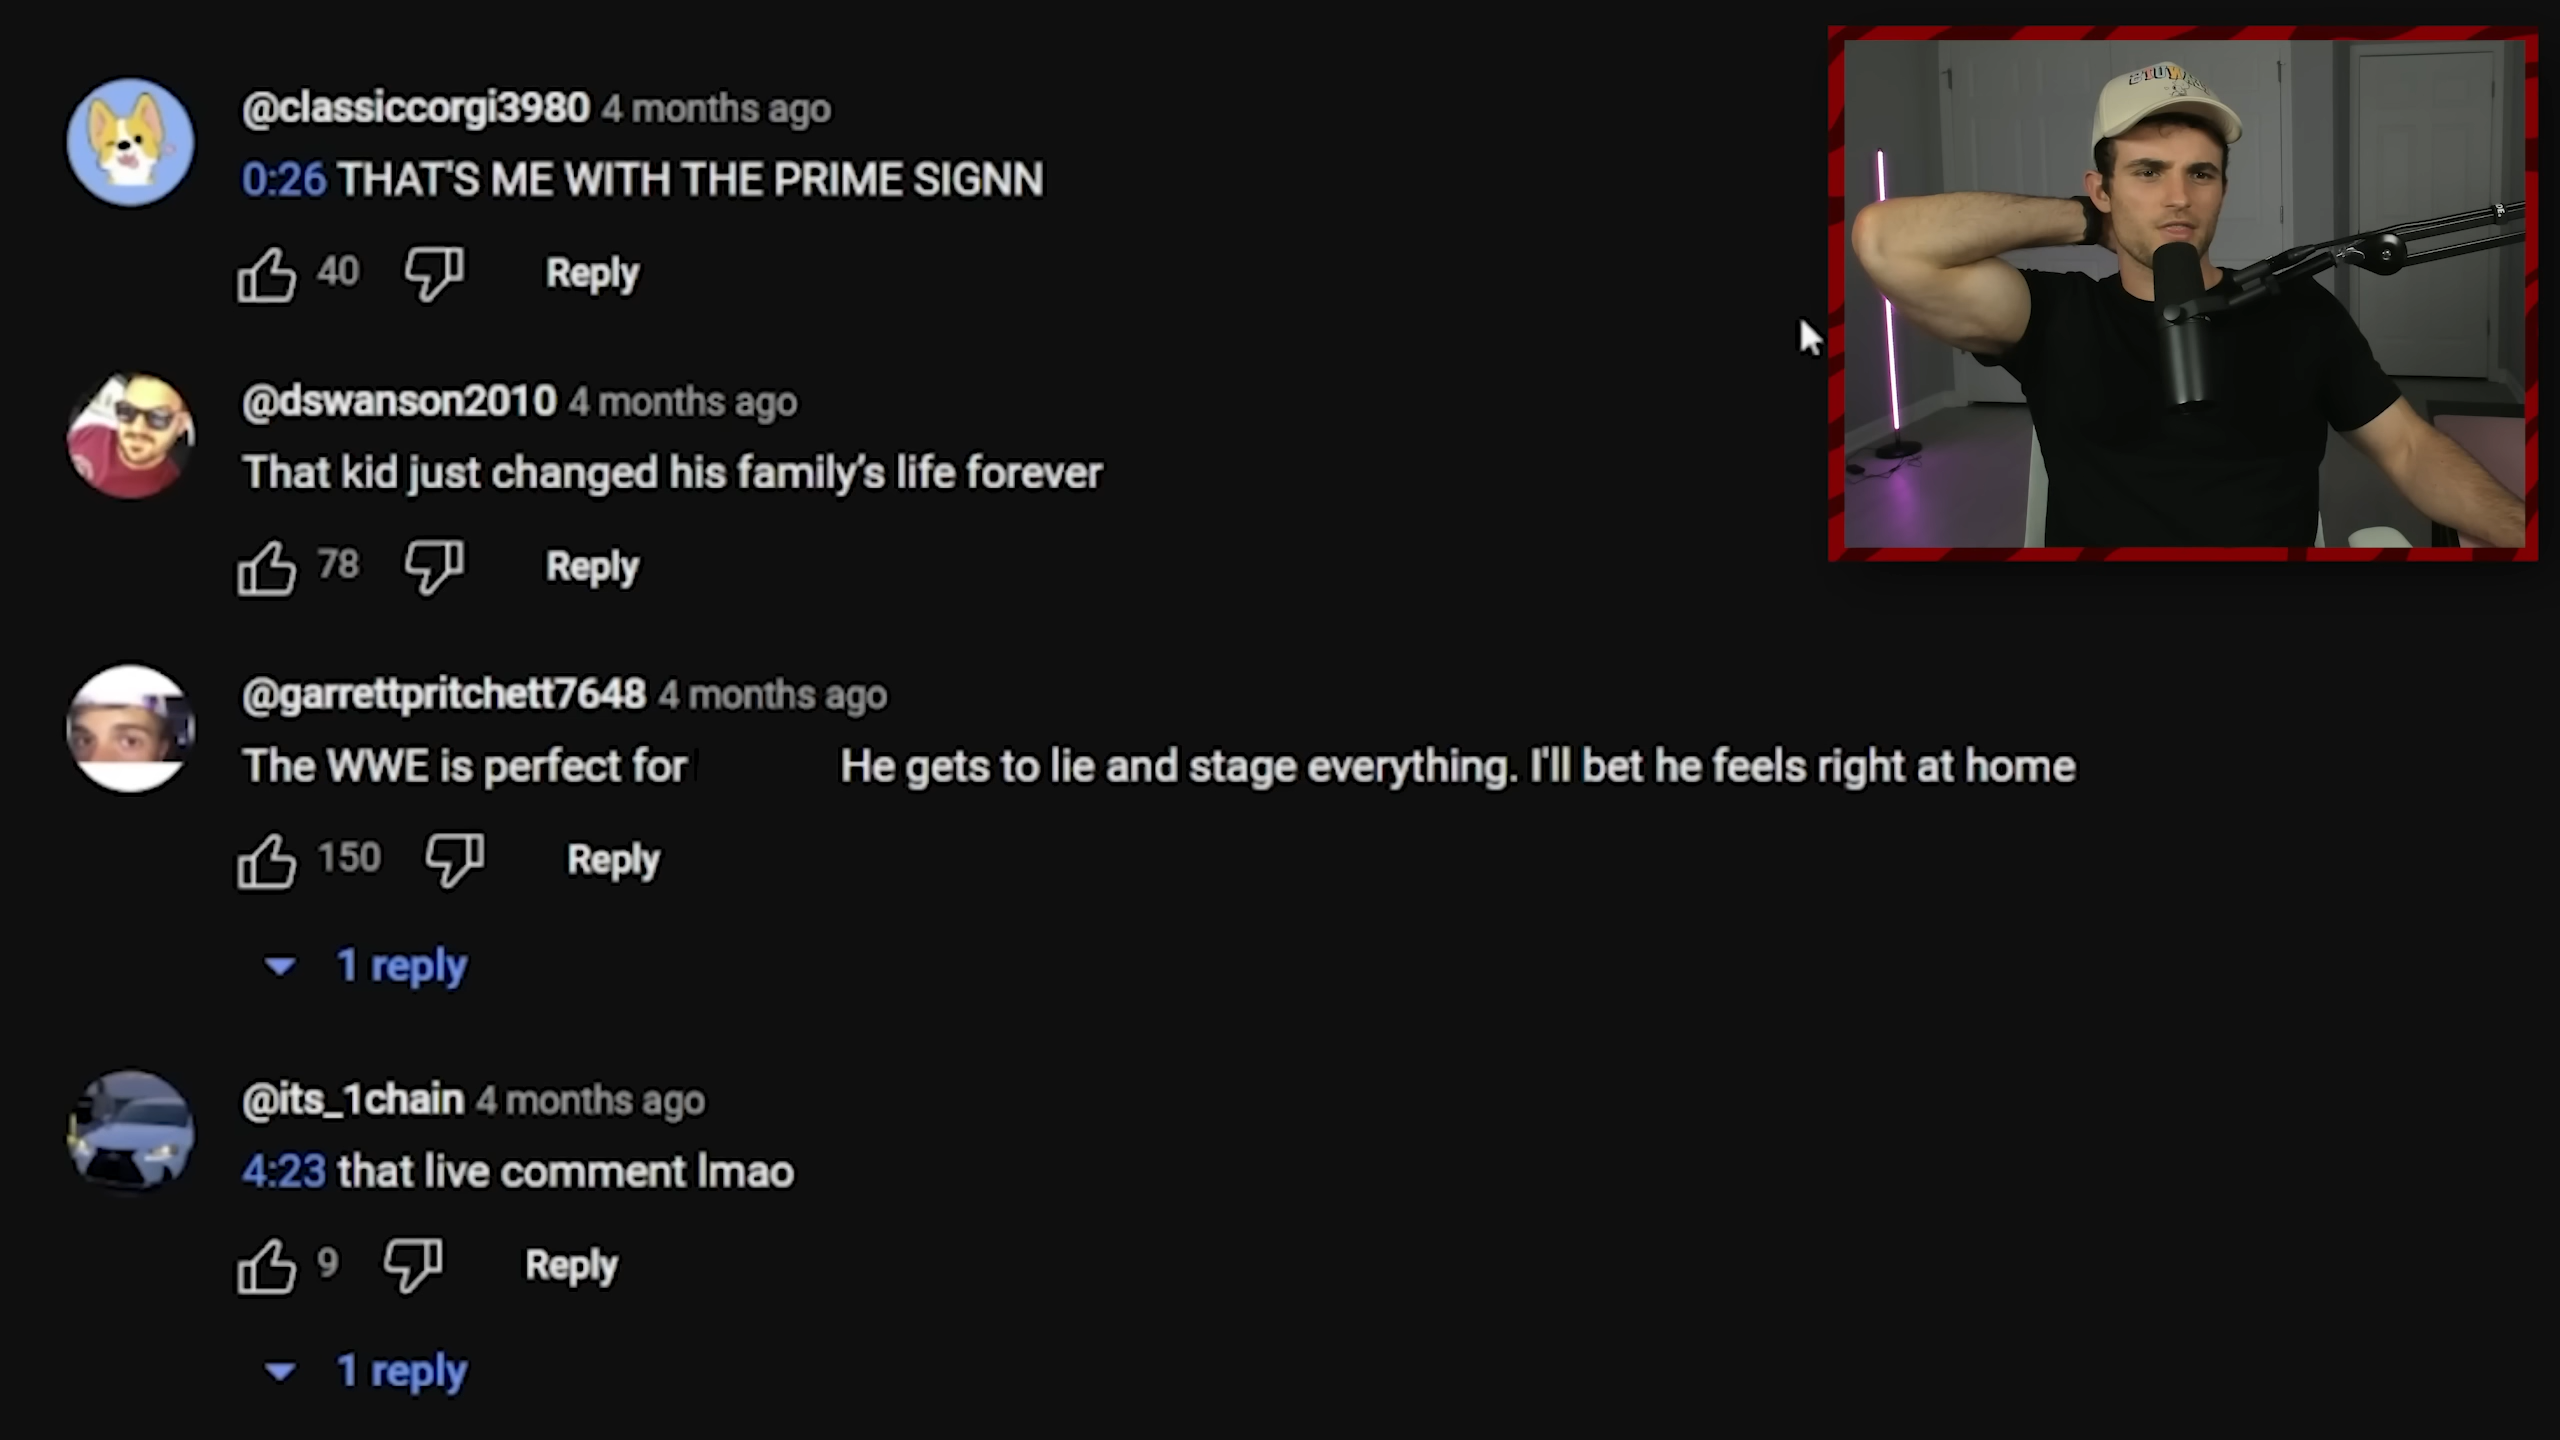 @classiccorgi3980 4 months ago
0:26 THAT'S ME WITH THE PRIME SIGNN
40 Reply
@dswanson2010 4 months ago
That kid just changed his family’s life forever
78 Reply
@garrettpritchett7648 4 months ago
The WWE is perfect for He gets to lie and stage everything. I'll bet he feels right at home
150 Reply
1 reply
@its_1chain 4 months ago
4:23 that live comment lmao
9 Reply
1 reply